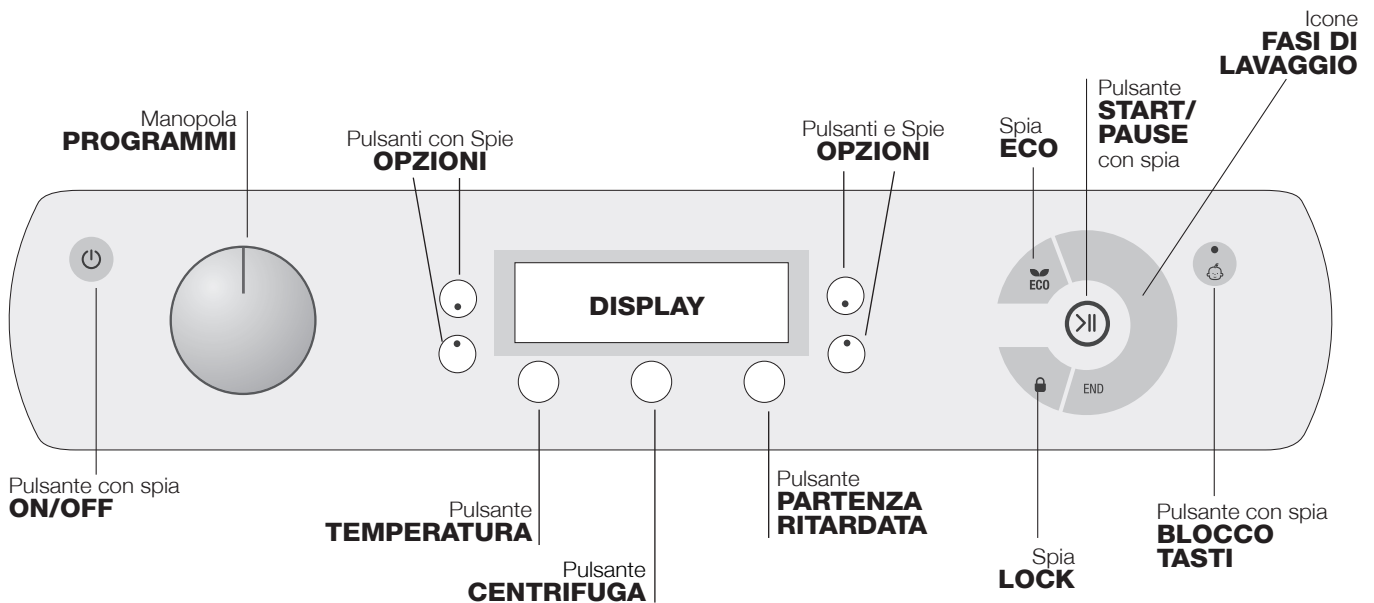 Icone
FASI DI
LAVAGGIO
Manopola
PROGRAMMI
Pulsanti con Spie
OPZIONI
Pulsanti e Spie
OPZIONI
Spia
ECO
Pulsante
START/
PAUSE
con spia
DISPLAY
ECO
END
Pulsante con spia
ON/OFF
Pulsante
TEMPERATURA
Pulsante
CENTRIFUGA
Pulsante
PARTENZA
RITARDATA
Spia
LOCK
Pulsante con spia
BLOCCO
TASTI